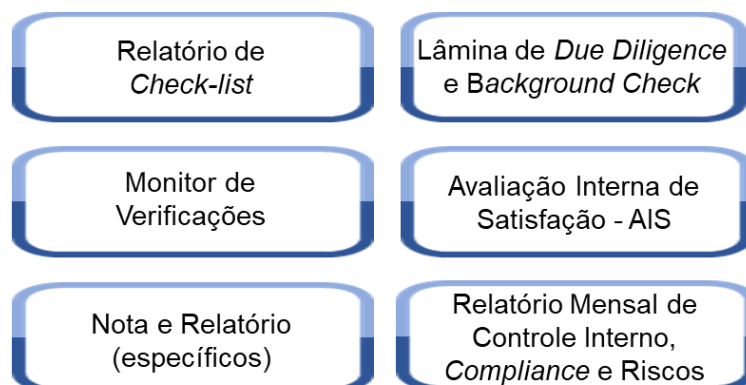 Relatório de
Check-list
Lâmina de Due Diligence
e Background Check
Monitor de
Verificações
Avaliação Interna de
Satisfação - AIS
Nota e Relatório
(específicos)
Relatório Mensal de
Controle Interno,
Compliance e Riscos